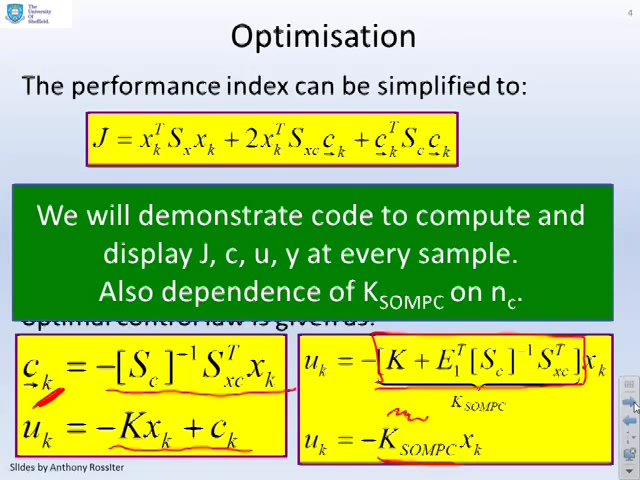 The
University
Of
Sheffield.
4
Optimisation
The performance index can be simplified to:
J = x_k^T S_x x_k + 2x_k^T S_xc c_k + c_k^T S_c c_k
We will demonstrate code to compute and
display J, c, u, y at every sample.
Also dependence of K_SOMPC on n_c.
optimal control law is given as:
c_k = -[S_c]^-1 S_xc^T x_k
u_k = -Kx_k + c_k
u_k = -[K + E_1^T [S_c]^-1 S_xc^T] x_k
K_SOMPC
u_k = -K_SOMPC x_k
Slides by Anthony Rossiter